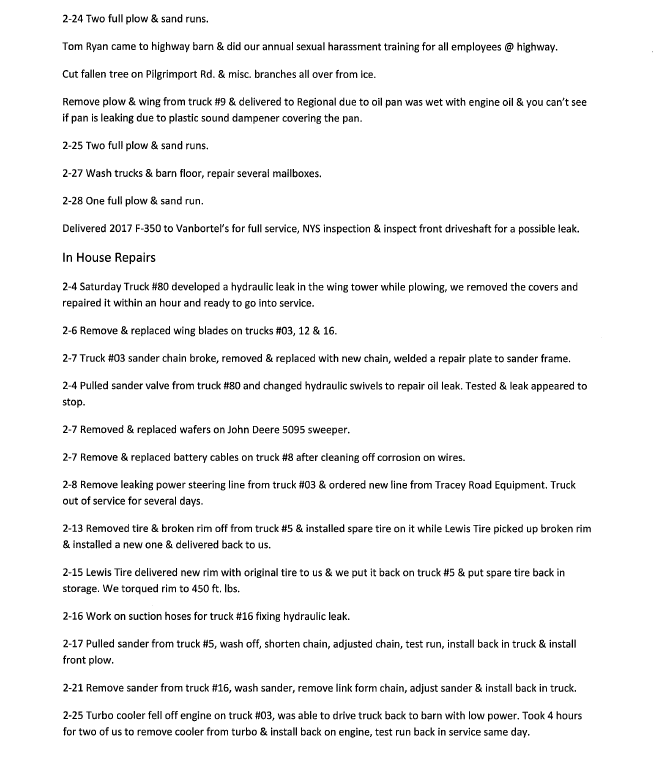 2-24 Two full plow & sand runs.
Tom Ryan came to highway barn & did our annual sexual harassment training for all employees @ highway.
Cut fallen tree on Pilgrimport Rd. & misc. branches all over from ice.
Remove plow & wing from truck #9 & delivered to Regional due to oil pan was wet with engine oil & you can't see
if pan is leaking due to plastic sound dampener covering the pan.
2-25 Two full plow & sand runs.
2-27 Wash trucks & barn floor, repair several mailboxes.
2-28 One full plow & sand run.
Delivered 2017 F-350 to Vanbortel's for full service, NYS inspection & inspect front driveshaft for a possible leak.
In House Repairs
2-4 Saturday Truck #80 developed a hydraulic leak in the wing tower while plowing, we removed the covers and
repaired it within an hour and ready to go into service.
2-6 Remove & replaced wing blades on trucks #03, 12 & 16.
2-7 Truck #03 sander chain broke, removed & replaced with new chain, welded a repair plate to sander frame.
2-4 Pulled sander valve from truck #80 and changed hydraulic swivels to repair oil leak. Tested & leak appeared to
stop.
2-7 Removed & replaced wafers on John Deere 5095 sweeper.
2-7 Remove & replaced battery cables on truck #8 after cleaning off corrosion on wires.
2-8 Remove leaking power steering line from truck #03 & ordered new line from Tracey Road Equipment. Truck
out of service for several days.
2-13 Removed tire & broken rim off from truck #5 & installed spare tire on it while Lewis Tire picked up broken rim
& installed a new one & delivered back to us.
2-15 Lewis Tire delivered new rim with original tire to us & we put it back on truck #5 & put spare tire back in
storage. We torqued rim to 450 ft. lbs.
2-16 Work on suction hoses for truck #16 fixing hydraulic leak.
2-17 Pulled sander from truck #5, wash off, shorten chain, adjusted chain, test run, install back in truck & install
front plow.
2-21 Remove sander from truck #16, wash sander, remove link form chain, adjust sander & install back in truck.
2-25 Turbo cooler fell off engine on truck #03, was able to drive truck back to barn with low power. Took 4 hours
for two of us to remove cooler from turbo & install back on engine, test run back in service same day.